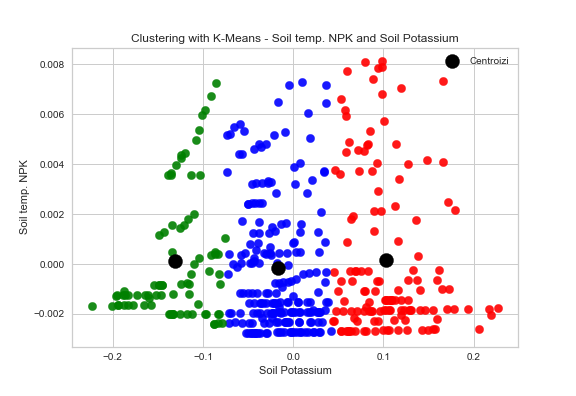 Clustering with K-Means - Soil temp. NPK and Soil Potassium
Centroizi
0.008
0.006
0.004
0.002
0.000
−0.002
Soil temp. NPK
−0.2
−0.1
0.0
0.1
0.2
Soil Potassium